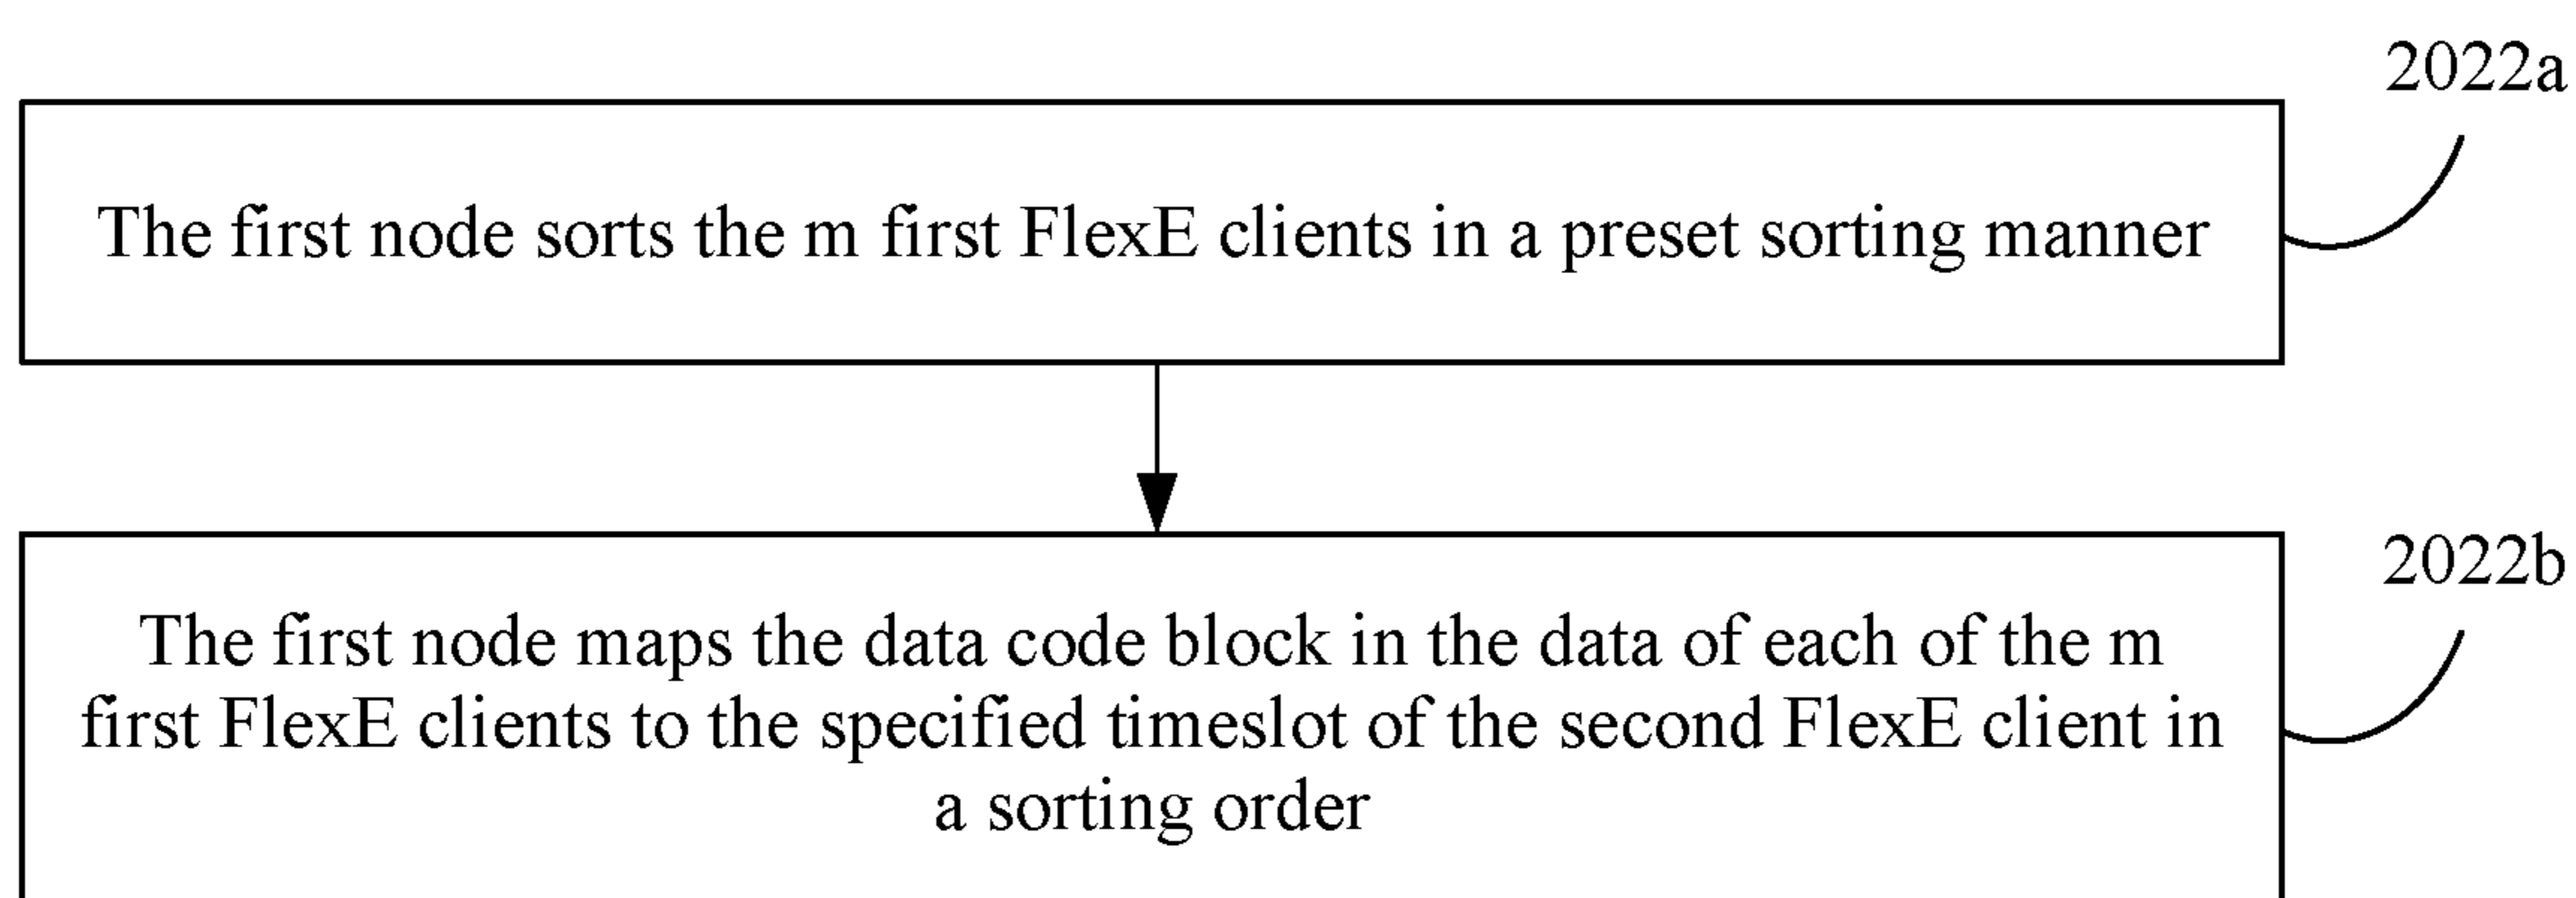 2022a
The first node sorts the m first FlexE clients in a preset sorting manner
2022b
The first node maps the data code block in the data of each of the m
first FlexE clients to the specified timeslot of the second FlexE client in
a sorting order